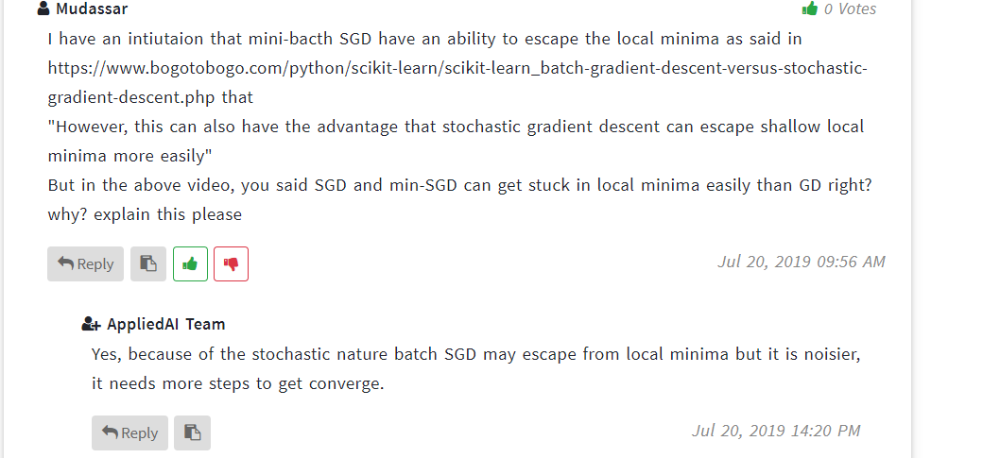 Mudassar
0 Votes
I have an intiutaion that mini-bacth SGD have an ability to escape the local minima as said in
https://www.bogotobogo.com/python/scikit-learn/scikit-learn_batch-gradient-descent-versus-stochastic-
gradient-descent.php that
"However, this can also have the advantage that stochastic gradient descent can escape shallow local
minima more easily"
But in the above video, you said SGD and min-SGD can get stuck in local minima easily than GD right?
why? explain this please
Reply
Jul 20, 2019 09:56 AM
AppliedAI Team
Yes, because of the stochastic nature batch SGD may escape from local minima but it is noisier,
it needs more steps to get converge.
Reply
Jul 20, 2019 14:20 PM